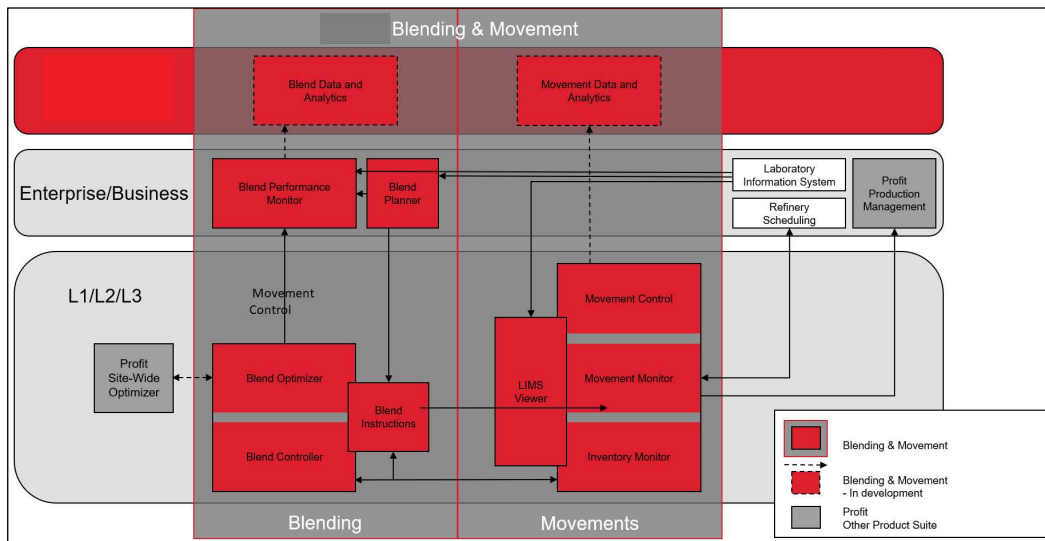 Blending & Movement
Blend Data and
Analytics
Movement Data and
Analytics
Enterprise/Business
Blend Performance
Monitor
Blend
Planner
Laboratory
Information System
Refinery
Scheduling
Profit
Production
Management
L1/L2/L3
Movement
Control
Movement Control
Profit
Site-Wide
Optimizer
Blend Optimizer
Blend
Instructions
Blend Controller
LIMS
Viewer
Movement Monitor
Inventory Monitor
Blending
Movements
Blending & Movement
Blending & Movement
- In development
Profit
Other Product Suite